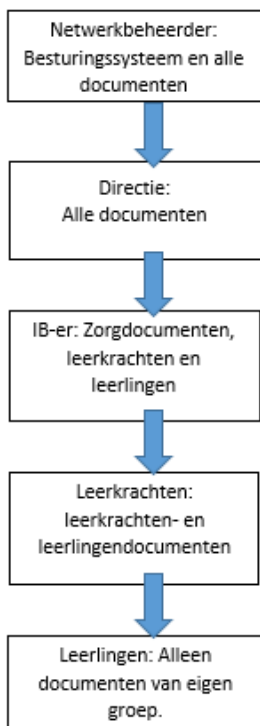 Netwerkbeheerder:
Besturingssysteem en alle
documenten
Directie:
Alle documenten
IB-er: Zorgdocumenten,
leerkrachten en
leerlingen
Leerkrachten:
leerkrachten- en
leerlingendocumenten
Leerlingen: Alleen
documenten van eigen
groep.